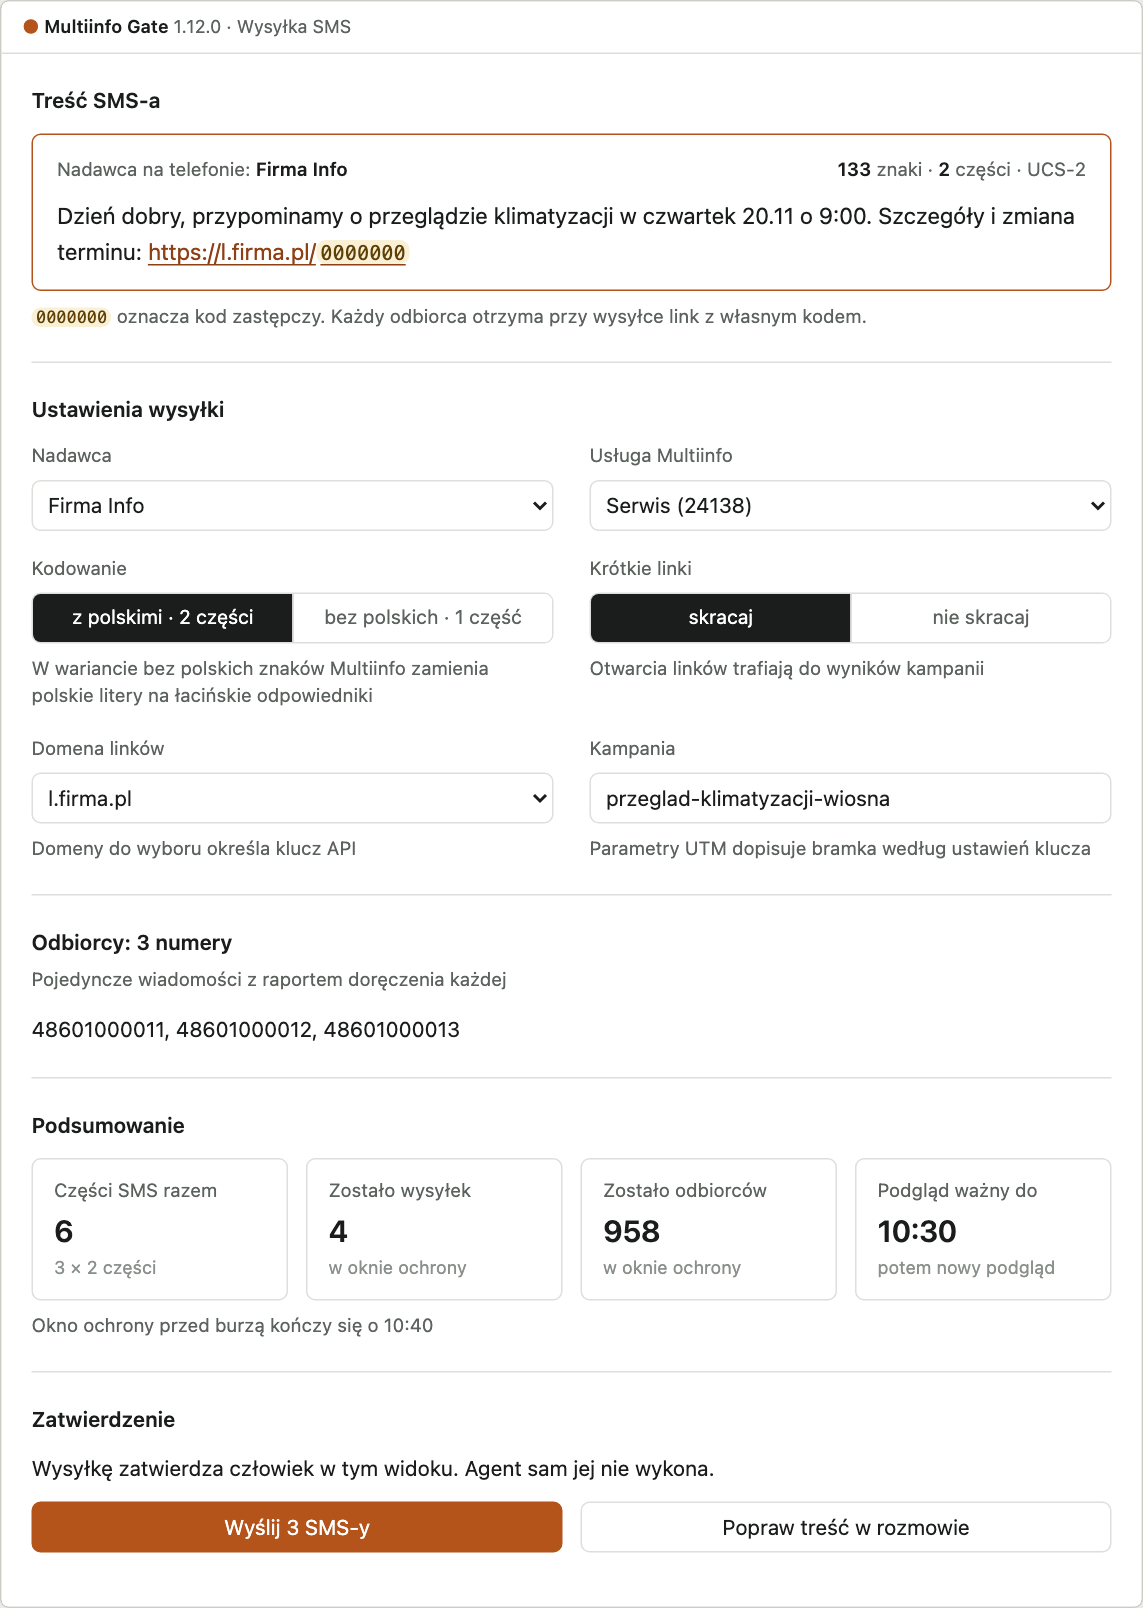 Multiinfo Gate 1.12.0 · Wysyłka SMS
Treść SMS-a
Nadawca na telefonie: Firma Info
133 znaki · 2 części · UCS-2
Dzień dobry, przypominamy o przeglądzie klimatyzacji w czwartek 20.11 o 9:00. Szczegóły i zmiana
terminu: https://l.firma.pl/0000000
0000000 oznacza kod zastępczy. Każdy odbiorca otrzyma przy wysyłce link z własnym kodem.
Ustawienia wysyłki
Nadawca
Usługa Multiinfo
Firma Info
Serwis (24138)
Kodowanie
Krótkie linki
z polskimi · 2 części
bez polskich · 1 część
skracaj
nie skracaj
W wariancie bez polskich znaków Multiinfo zamienia
polskie litery na łacińskie odpowiedniki
Otwarcia linków trafiają do wyników kampanii
Domena linków
Kampania
l.firma.pl
przeglad-klimatyzacji-wiosna
Domeny do wyboru określa klucz API
Parametry UTM dopisuje bramka według ustawień klucza
Odbiorcy: 3 numery
Pojedyncze wiadomości z raportem doręczenia każdej
48601000011, 48601000012, 48601000013
Podsumowanie
Części SMS razem
6
3 × 2 części
Zostało wysyłek
4
w oknie ochrony
Zostało odbiorców
958
w oknie ochrony
Podgląd ważny do
10:30
potem nowy podgląd
Okno ochrony przed burzą kończy się o 10:40
Zatwierdzenie
Wysyłkę zatwierdza człowiek w tym widoku. Agent sam jej nie wykona.
Wyślij 3 SMS-y
Popraw treść w rozmowie